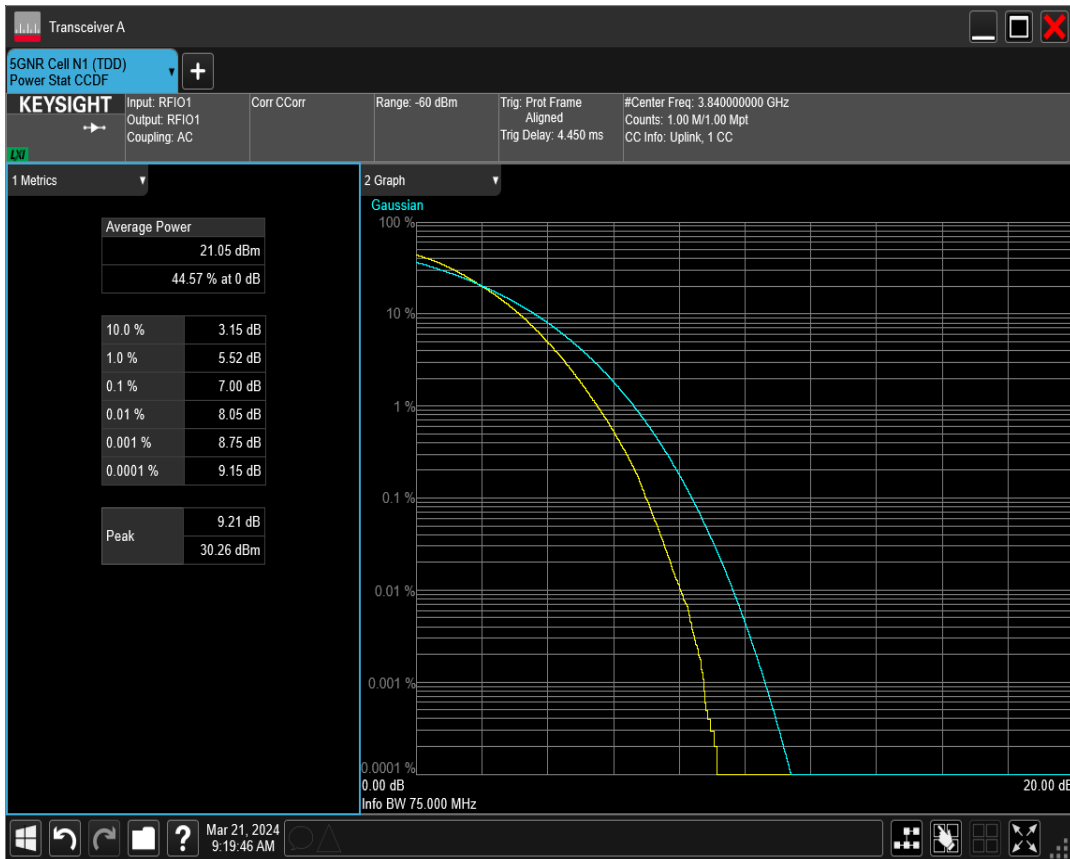 Transceiver A
5GNR Cell N1 (TDD)
Power Stat CCDF
+
KEYSIGHT
LXI
Input: RFIO1
Output: RFIO1
Coupling: AC
Corr CCorr
Range: -60 dBm
Trig: Prot Frame
Aligned
Trig Delay: 4.450 ms
#Center Freq: 3.840000000 GHz
Counts: 1.00 M/1.00 Mpt
CC Info: Uplink, 1 CC
1 Metrics
Average Power
21.05 dBm
44.57 % at 0 dB
10.0 % 3.15 dB
1.0 % 5.52 dB
0.1 % 7.00 dB
0.01 % 8.05 dB
0.001 % 8.75 dB
0.0001 % 9.15 dB
Peak 9.21 dB
30.26 dBm
2 Graph
Gaussian
100 %
10 %
1 %
0.1 %
0.01 %
0.001 %
0.0001 %
0.00 dB 20.00 dB
Info BW 75.000 MHz
?
Mar 21, 2024
9:19:46 AM